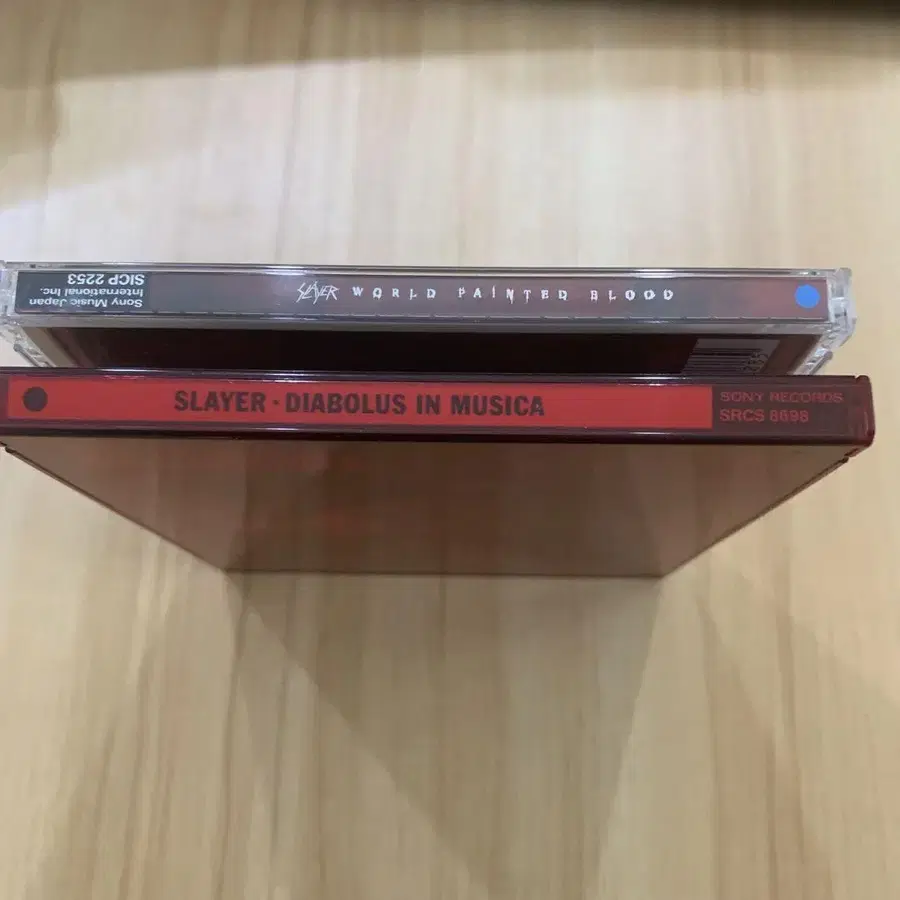 Sony Music Japan
International Inc.
SICP 2253
SLAYER WORLD PAINTED BLOOD
SLAYER · DIABOLUS IN MUSICA
SONY RECORDS
SRCS 8698